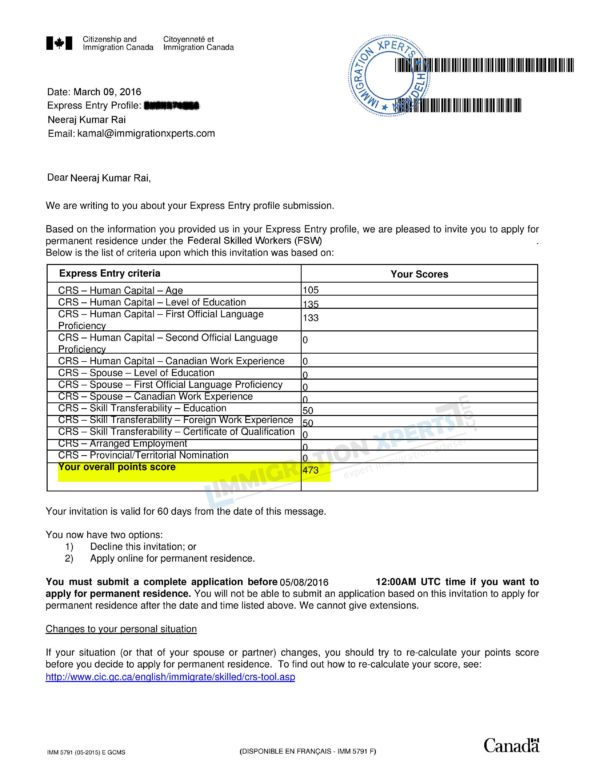 Citizenship and Citoyenneté et
Immigration Canada Immigration Canada
IMMIGRATION XPERTS
DELHI
Date: March 09, 2016
Express Entry Profile:
Neeraj Kumar Rai
Email: kamal@immigrationxperts.com
Dear Neeraj Kumar Rai,
We are writing to you about your Express Entry profile submission.
Based on the information you provided us in your Express Entry profile, we are pleased to invite you to apply for
permanent residence under the Federal Skilled Workers (FSW) .
Below is the list of criteria upon which this invitation was based on:
Express Entry criteria Your Scores
CRS – Human Capital – Age 105
CRS – Human Capital – Level of Education 135
CRS – Human Capital – First Official Language
Proficiency 133
CRS – Human Capital – Second Official Language
Proficiency 0
CRS – Human Capital – Canadian Work Experience 0
CRS – Spouse – Level of Education 0
CRS – Spouse – First Official Language Proficiency 0
CRS – Spouse – Canadian Work Experience 0
CRS – Skill Transferability – Education 50
CRS – Skill Transferability – Foreign Work Experience 50
CRS – Skill Transferability – Certificate of Qualification 0
CRS – Arranged Employment 0
CRS – Provincial/Territorial Nomination 0
Your overall points score 473
IMMIGRATION XPERTS
Your invitation is valid for 60 days from the date of this message.
You now have two options:
1) Decline this invitation; or
2) Apply online for permanent residence.
You must submit a complete application before 05/08/2016 12:00AM UTC time if you want to
apply for permanent residence. You will not be able to submit an application based on this invitation to apply for
permanent residence after the date and time listed above. We cannot give extensions.
Changes to your personal situation
If your situation (or that of your spouse or partner) changes, you should try to re-calculate your points score
before you decide to apply for permanent residence. To find out how to re-calculate your score, see:
http://www.cic.gc.ca/english/immigrate/skilled/crs-tool.asp
IMM 5791 (05-2015) E GCMS
(DISPONIBLE EN FRANÇAIS - IMM 5791 F)
Canada